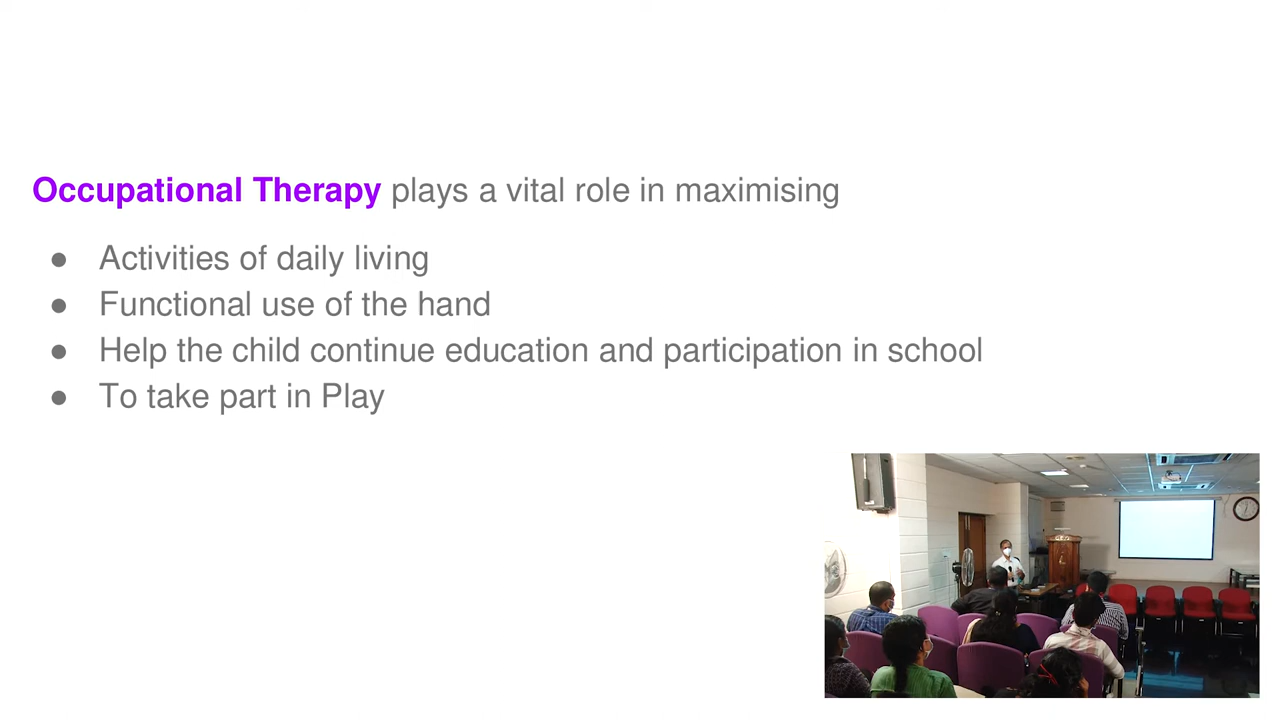 Occupational Therapy plays a vital role in maximising
● Activities of daily living
● Functional use of the hand
● Help the child continue education and participation in school
● To take part in Play